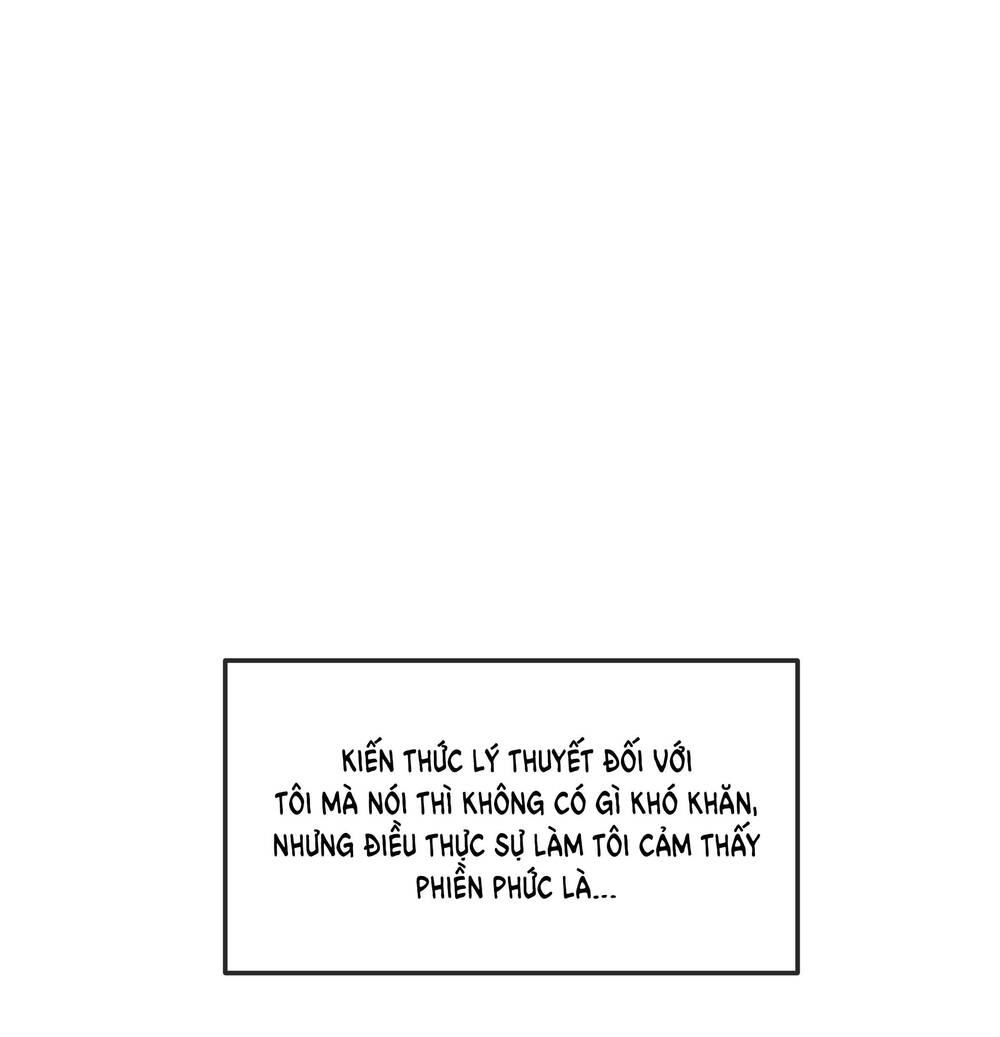 KIẾN THỨC LÝ THUYẾT ĐỐI VỚI
TÔI MÀ NÓI THÌ KHÔNG CÓ GÌ KHÓ KHĂN,
NHƯNG ĐIỀU THỰC SỰ LÀM TÔI CẢM THẤY
PHIỀN PHỨC LÀ...